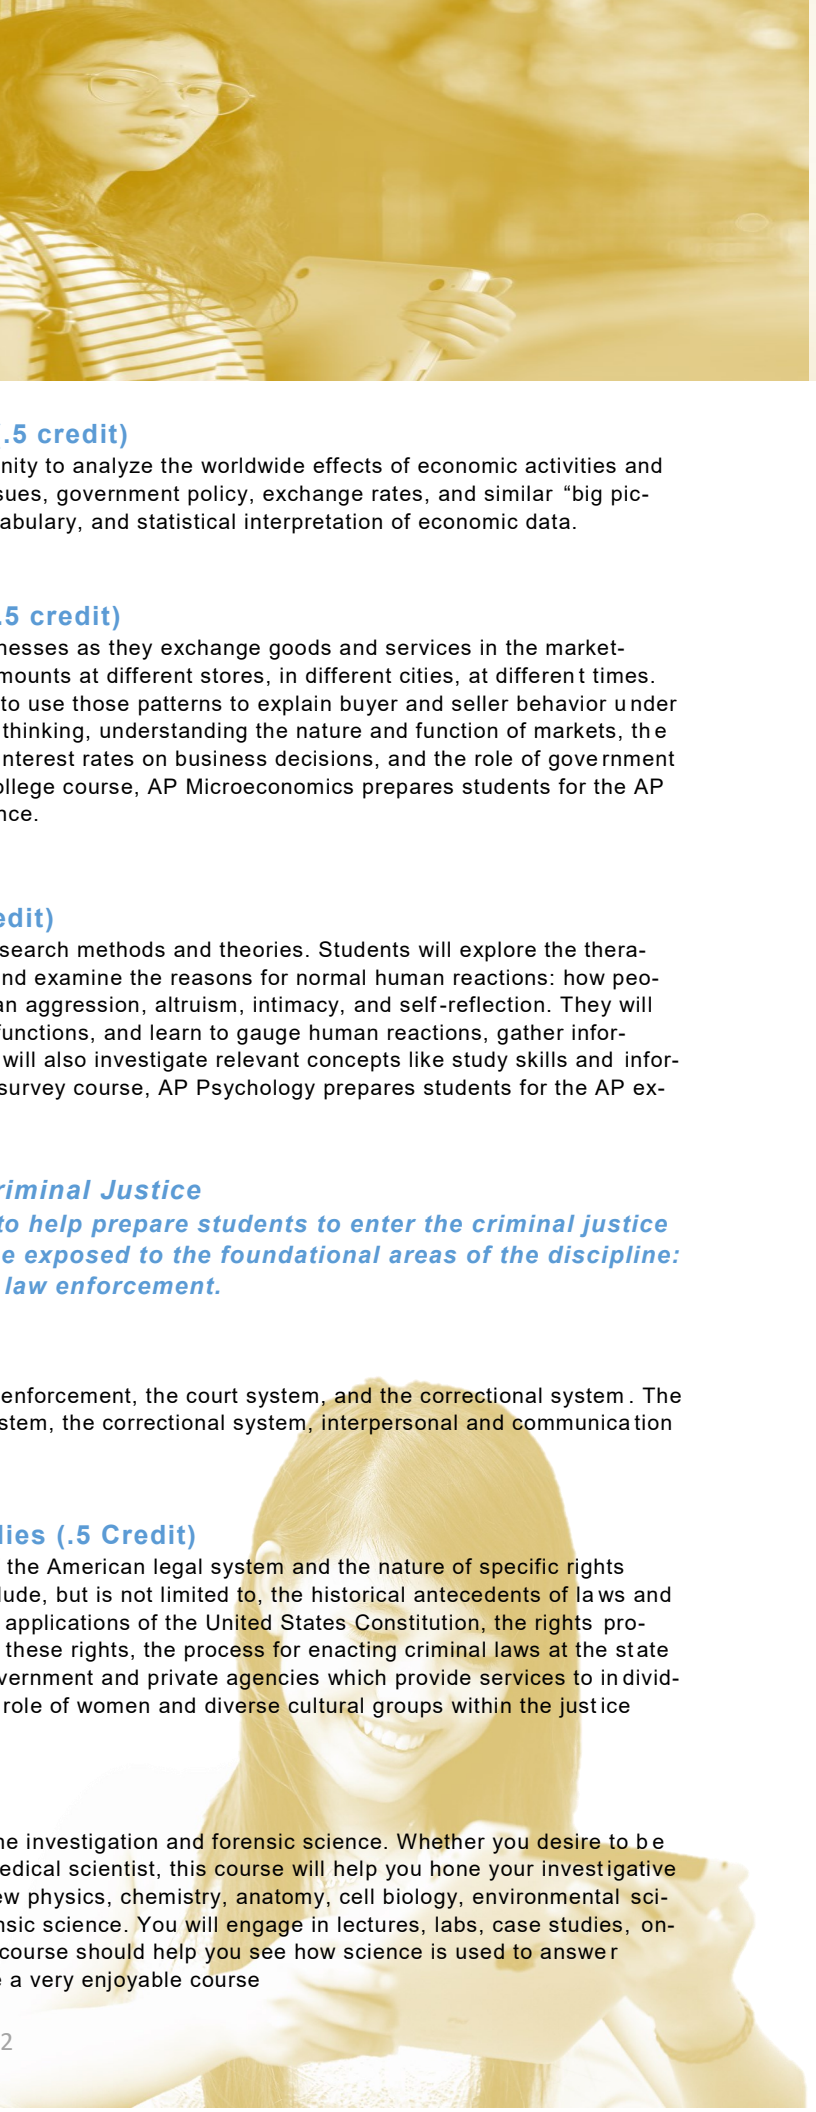 .5 credit)
nity to analyze the worldwide effects of economic activities and
sues, government policy, exchange rates, and similar “big pic-
abulary, and statistical interpretation of economic data.
.5 credit)
nesses as they exchange goods and services in the market-
mounts at different stores, in different cities, at different times.
to use those patterns to explain buyer and seller behavior under
thinking, understanding the nature and function of markets, the
nterest rates on business decisions, and the role of government
ollege course, AP Microeconomics prepares students for the AP
nce.
edit)
search methods and theories. Students will explore the thera-
nd examine the reasons for normal human reactions: how peo-
an aggression, altruism, intimacy, and self-reflection. They will
functions, and learn to gauge human reactions, gather infor-
will also investigate relevant concepts like study skills and infor-
survey course, AP Psychology prepares students for the AP ex-
riminal Justice
to help prepare students to enter the criminal justice
e exposed to the foundational areas of the discipline:
law enforcement.
enforcement, the court system, and the correctional system. The
stem, the correctional system, interpersonal and communication
dies (.5 Credit)
the American legal system and the nature of specific rights
lude, but is not limited to, the historical antecedents of laws and
applications of the United States Constitution, the rights pro-
these rights, the process for enacting criminal laws at the state
vernment and private agencies which provide services to individ-
role of women and diverse cultural groups within the justice
ne investigation and forensic science. Whether you desire to be
edical scientist, this course will help you hone your investigative
ew physics, chemistry, anatomy, cell biology, environmental sci-
nsic science. You will engage in lectures, labs, case studies, on-
course should help you see how science is used to answer
e a very enjoyable course
2